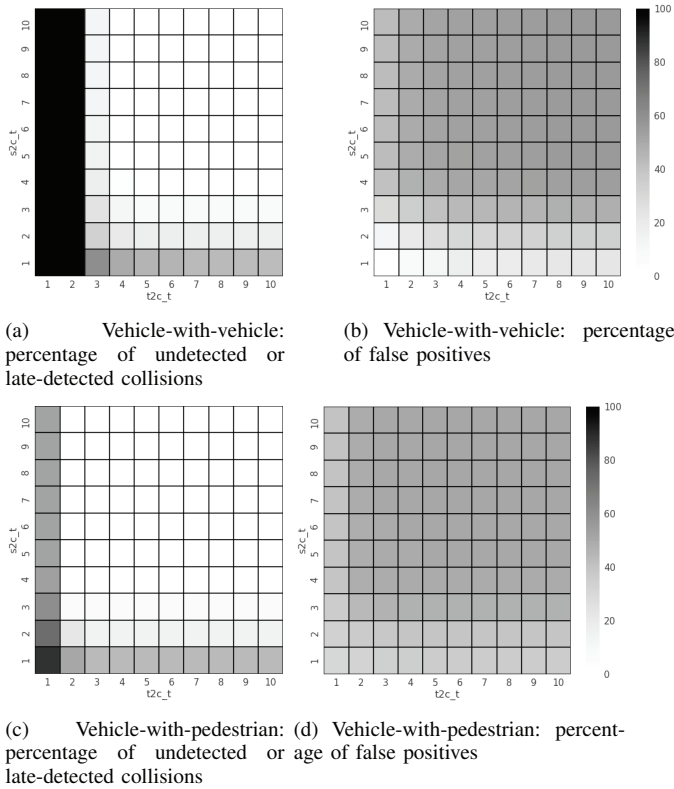 10
9
8
7
6
5
4
3
2
1
s2c_t
1 2 3 4 5 6 7 8 9 10
t2c_t
10
9
8
7
6
5
4
3
2
1
s2c_t
1 2 3 4 5 6 7 8 9 10
t2c_t
100
80
60
40
20
0
(a) Vehicle-with-vehicle:
percentage of undetected or
late-detected collisions
(b) Vehicle-with-vehicle: percentage
of false positives
10
9
8
7
6
5
4
3
2
1
s2c_t
1 2 3 4 5 6 7 8 9 10
t2c_t
10
9
8
7
6
5
4
3
2
1
s2c_t
1 2 3 4 5 6 7 8 9 10
t2c_t
100
80
60
40
20
0
(c) Vehicle-with-pedestrian:
percentage of undetected or
late-detected collisions
(d) Vehicle-with-pedestrian: percent-
age of false positives